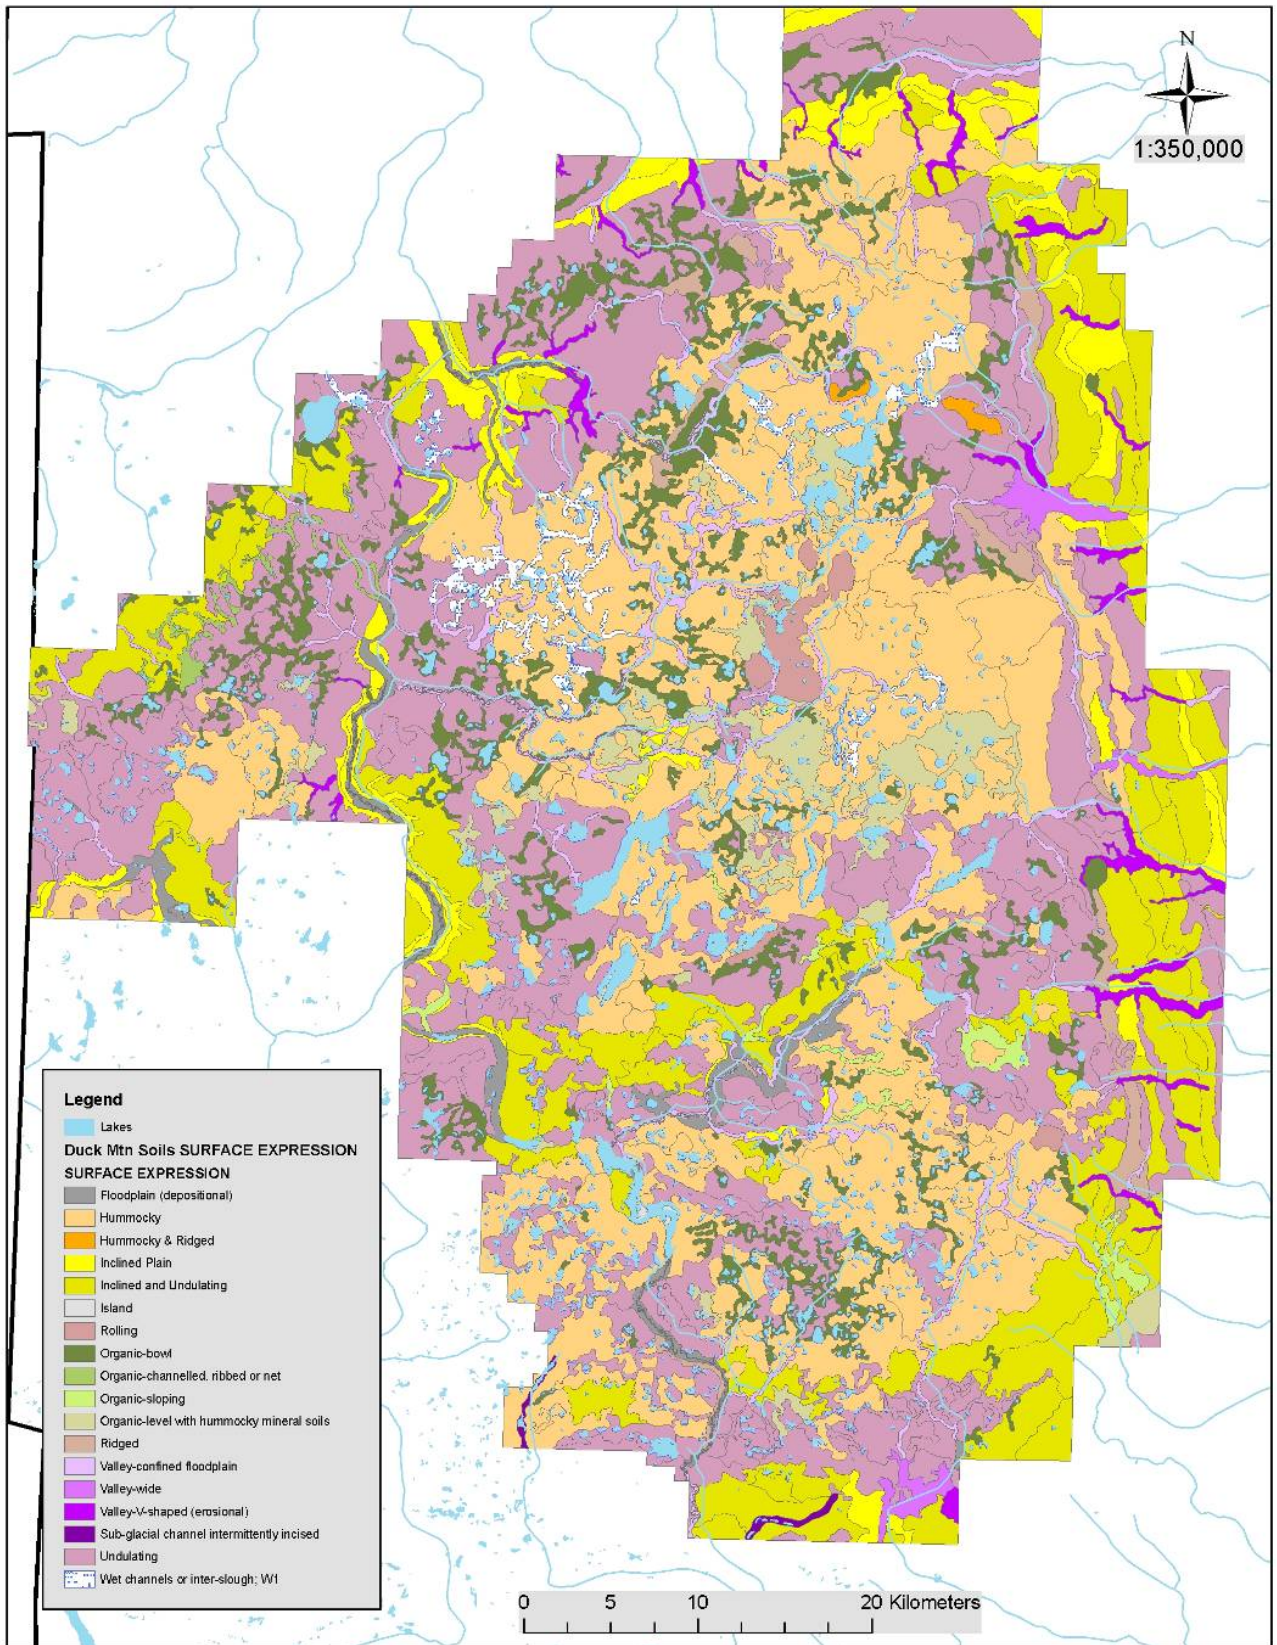 N
1:350,000
Legend
Lakes
Duck Mtn Soils SURFACE EXPRESSION
SURFACE EXPRESSION
Floodplain (depositional)
Hummocky
Hummocky & Ridged
Inclined Plain
Inclined and Undulating
Island
Rolling
Organic-bowl
Organic-channelled, ribbed or net
Organic-sloping
Organic-level with hummocky mineral soils
Ridged
Valley-confined floodplain
Valley-wide
Valley-V-shaped (erosional)
Sub-glacial channel intermittently incised
Undulating
Wet channels or inter-slough; W1
0 5 10 20 Kilometers